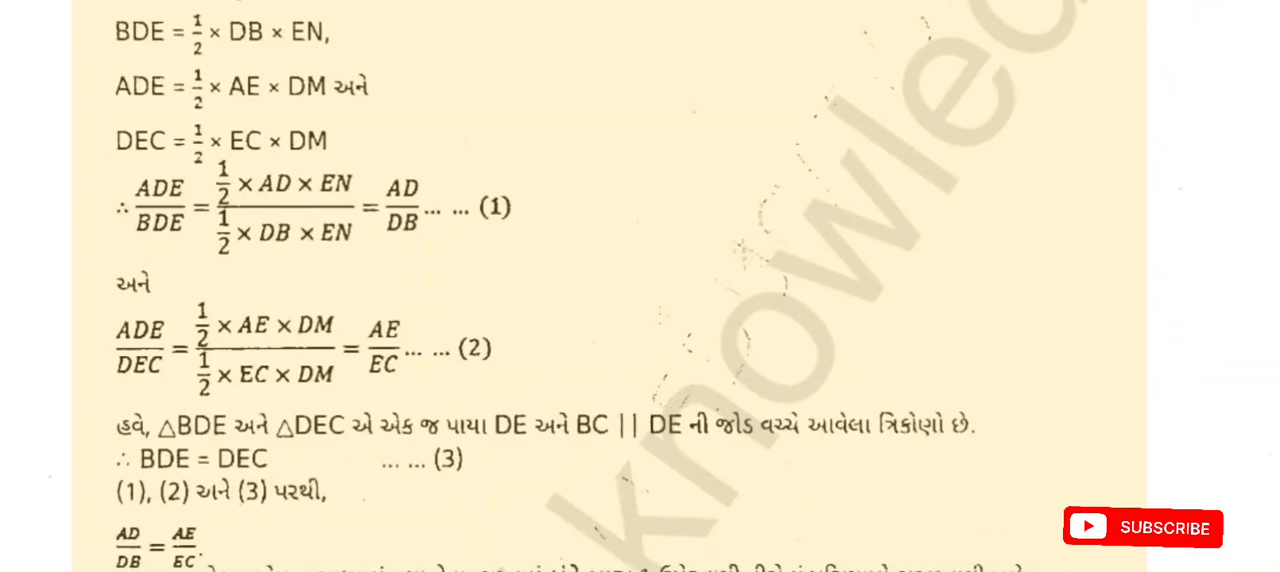 BDE = 1/2 × DB × EN,
ADE = 1/2 × AE × DM અને
DEC = 1/2 × EC × DM
∴ ADE/BDE = (1/2 × AD × EN)/(1/2 × DB × EN) = AD/DB ... ... (1)
અને
ADE/DEC = (1/2 × AE × DM)/(1/2 × EC × DM) = AE/EC ... ... (2)
હવે, △BDE અને △DEC એ એક જ પાયા DE અને BC || DE ની જોડ વચ્ચે આવેલા ત્રિકોણો છે.
∴ BDE = DEC ... ... (3)
(1), (2) અને (3) પરથી,
AD/DB = AE/EC.
SUBSCRIBE